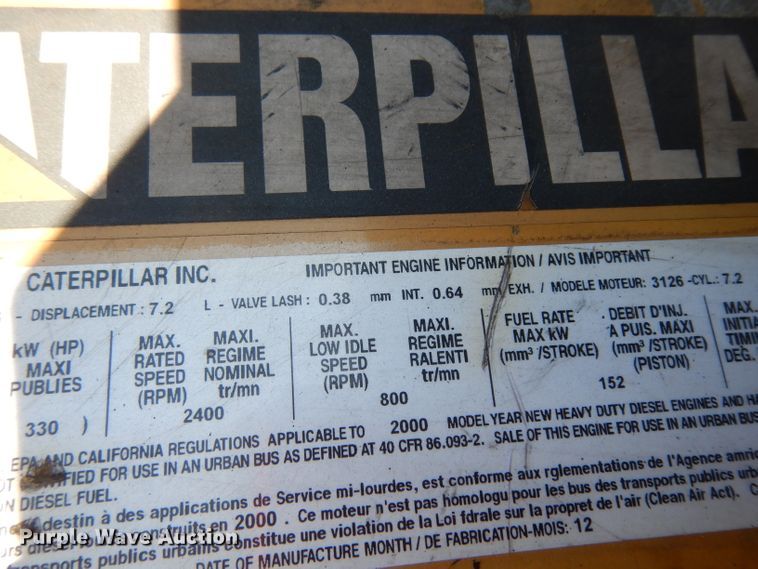 ATERPILLA
CATERPILLAR INC. IMPORTANT ENGINE INFORMATION / AVIS IMPORTANT
- DISPLACEMENT : 7.2 L - VALVE LASH : 0.38 mm INT. 0.64 mm EXH. / MODELE MOTEUR: 3126 -CYL.: 7.2
kW (HP)
MAXI
PUBLIES
330 )
MAX.
RATED
SPEED
(RPM)
MAXI.
REGIME
NOMINAL
tr/mn
2400
MAX.
LOW IDLE
SPEED
(RPM)
MAXI.
REGIME
RALENTI
tr/mn
800
FUEL RATE
MAX kW
(mm³ /STROKE)
DEBIT D'INJ.
A PUIS. MAXI
(mm³ /STROKE)
(PISTON)
152
MAX.
INITIA
TIMIN
DEG.
EPA AND CALIFORNIA REGULATIONS APPLICABLE TO 2000 MODEL YEAR NEW HEAVY DUTY DIESEL ENGINES AND HA
FOR USE IN AN URBAN BUS AS DEFINED AT 40 CFR 86.093-2. SALE OF THIS ENGINE FOR USE IN AN URBAN BUS
N DIESEL FUEL.
destin à des applications de Service mi-lourdes, est conforme aux rglementations de l'Agence amric
construits en 2000 . Ce moteur n'est pas homologu pour les bus des transports publics urba
transports publics urbains constitue une violation de la Loi fdrale sur la propret de l'air (Clean Air Act). C
DATE OF MANUFACTURE MONTH / DE FABRICATION-MOIS: 12
Purple Wave Auction